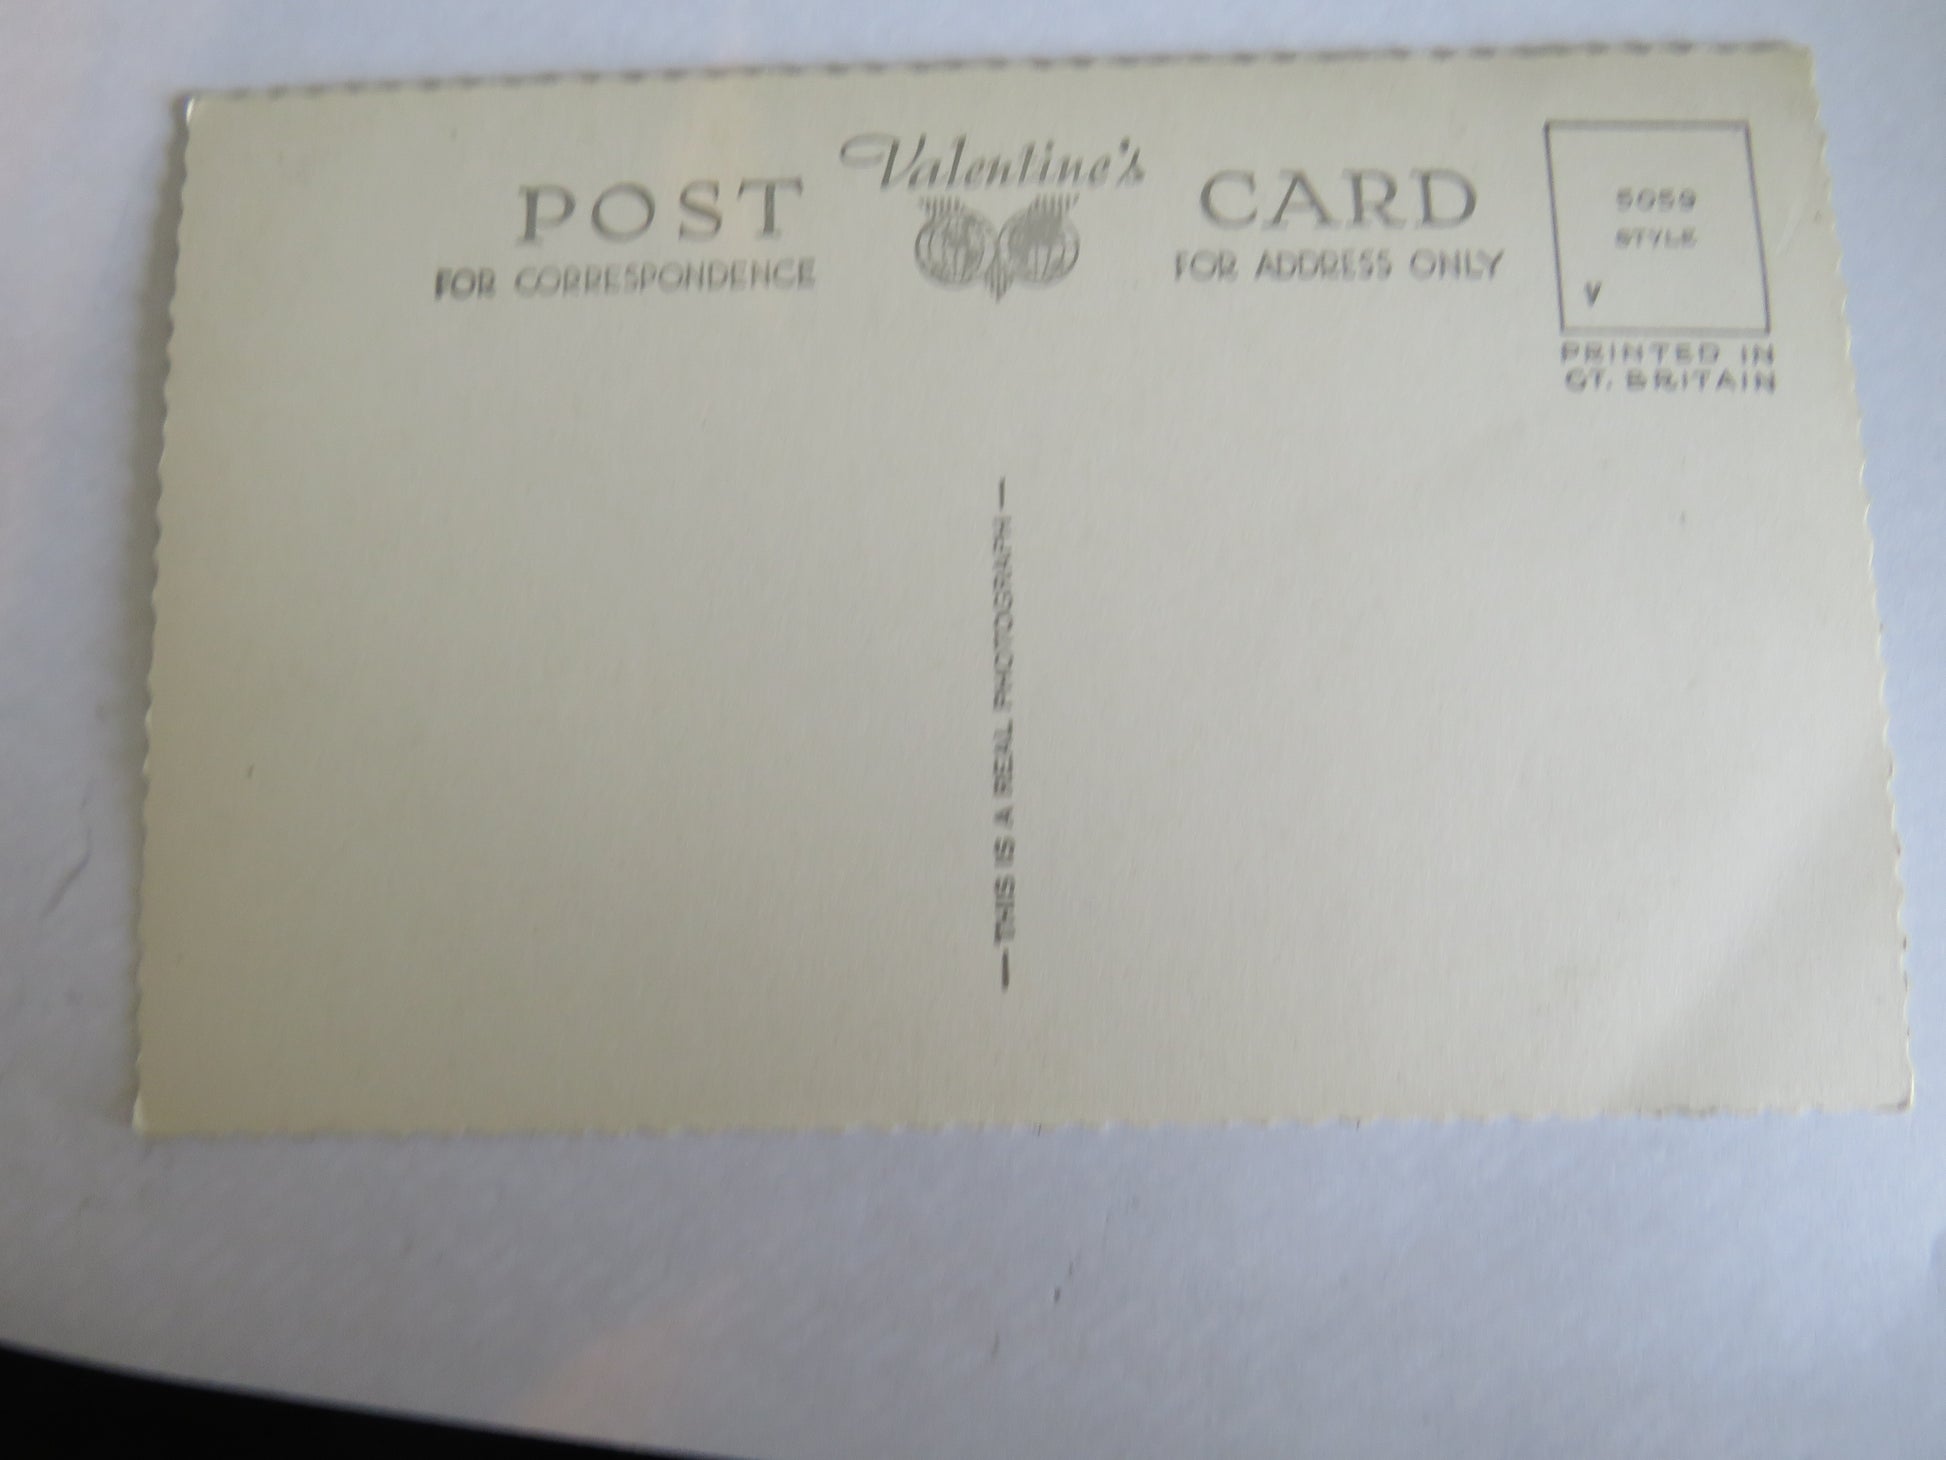 POST Valentine's CARD
FOR CORRESPONDENCE
FOR ADDRESS ONLY
5059
STYLE
V
PRINTED IN
GT. BRITAIN
— THIS IS A REAL PHOTOGRAPH —